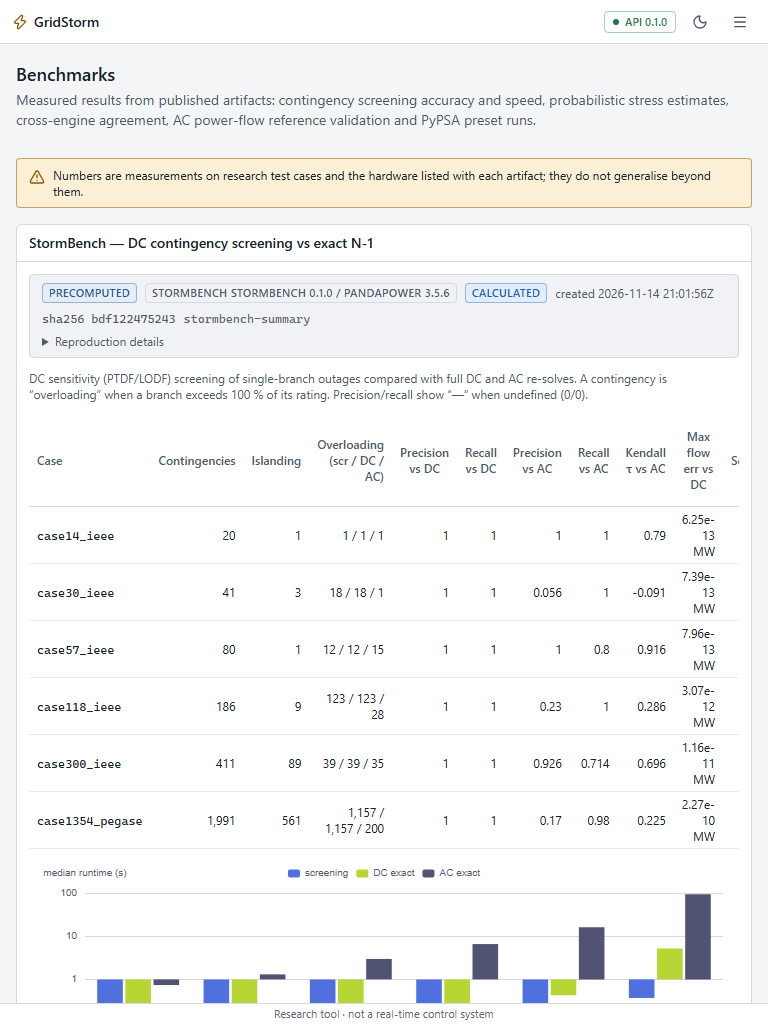 GridStorm
API 0.1.0
Benchmarks
Measured results from published artifacts: contingency screening accuracy and speed, probabilistic stress estimates,
cross-engine agreement, AC power-flow reference validation and PyPSA preset runs.
Numbers are measurements on research test cases and the hardware listed with each artifact; they do not generalise beyond
them.
StormBench — DC contingency screening vs exact N-1
PRECOMPUTED STORMBENCH STORMBENCH 0.1.0 / PANDAPOWER 3.5.6 CALCULATED created 2026-11-14 21:01:56Z
sha256 bdf122475243 stormbench-summary
Reproduction details
DC sensitivity (PTDF/LODF) screening of single-branch outages compared with full DC and AC re-solves. A contingency is
“overloading” when a branch exceeds 100 % of its rating. Precision/recall show “—” when undefined (0/0).
Case Contingencies Islanding Overloading (scr / DC / AC) Precision vs DC Recall vs DC Precision vs AC Recall vs AC Kendall τ vs AC Max flow err vs DC
case14_ieee 20 1 1 / 1 / 1 1 1 1 1 0.79 6.25e-13 MW
case30_ieee 41 3 18 / 18 / 1 1 1 0.056 1 -0.091 7.39e-13 MW
case57_ieee 80 1 12 / 12 / 15 1 1 1 0.8 0.916 7.96e-13 MW
case118_ieee 186 9 123 / 123 / 28 1 1 0.23 1 0.286 3.07e-12 MW
case300_ieee 411 89 39 / 39 / 35 1 1 0.926 0.714 0.696 1.16e-11 MW
case1354_pegase 1,991 561 1,157 / 1,157 / 200 1 1 0.17 0.98 0.225 2.27e-10 MW
median runtime (s) screening DC exact AC exact
100
10
1
Research tool · not a real-time control system